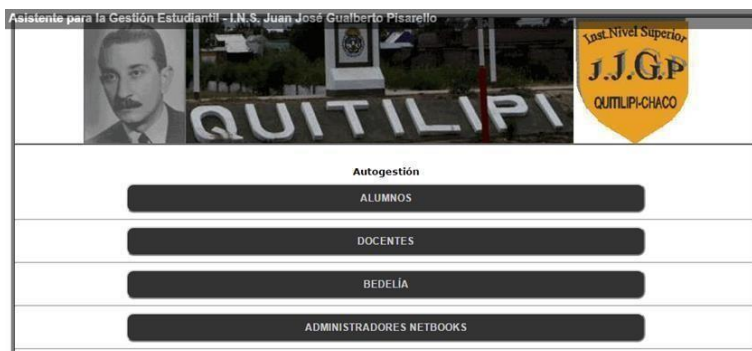 Asistente para la Gestión Estudiantil - I.N.S. Juan José Gualberto Pisarello
Inst.Nivel Superior
J.J.G.P
QUITILIPI-CHACO
QUITILIPI
Autogestión
ALUMNOS
DOCENTES
BEDELÍA
ADMINISTRADORES NETBOOKS